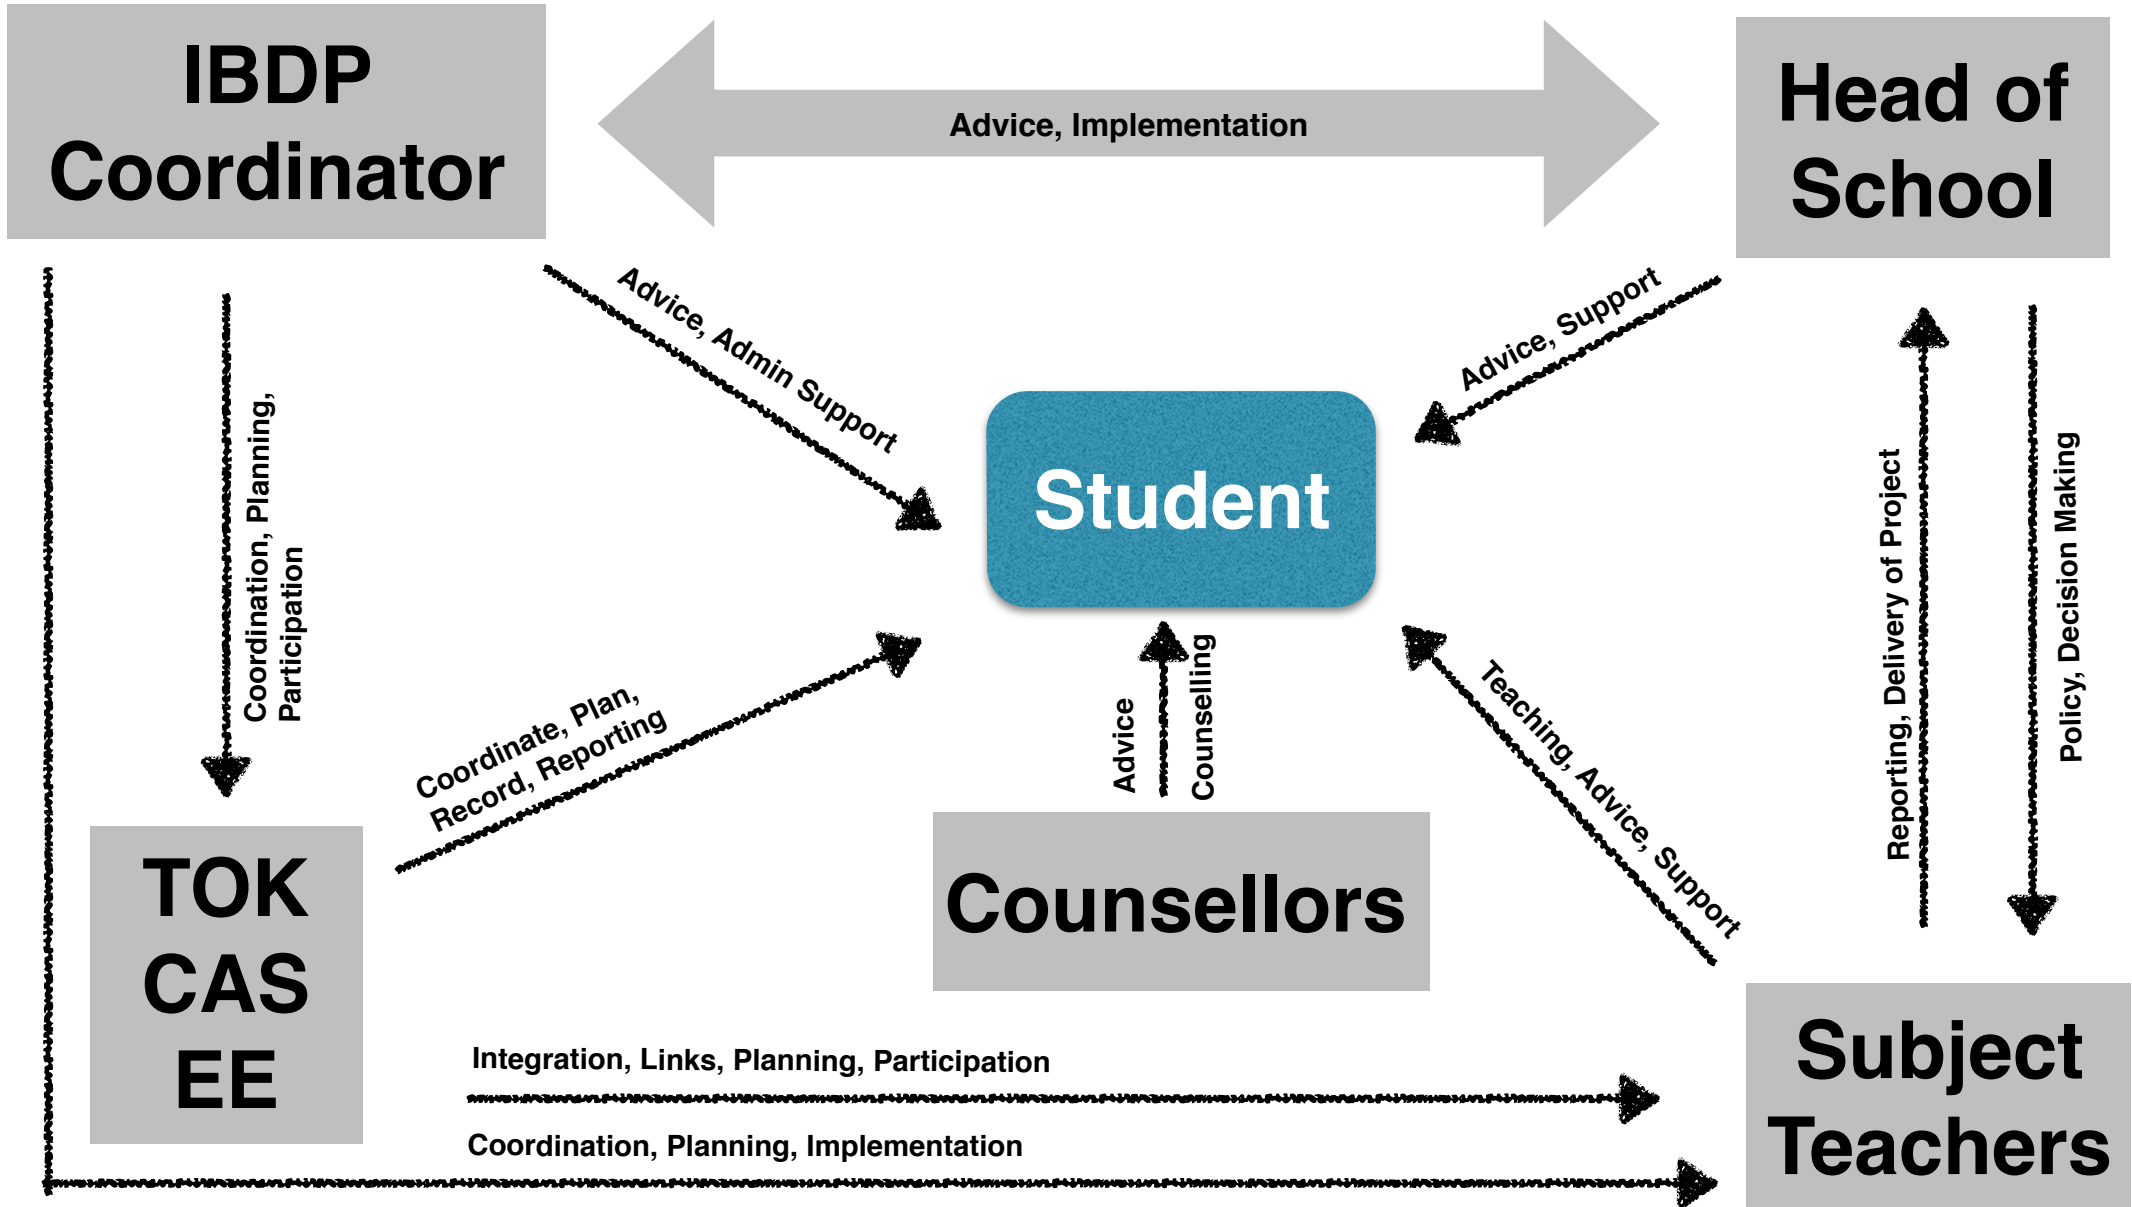 IBDP
Coordinator
Advice, Implementation
Head of
School
Advice, Admin Support
Advice, Support
Coordination, Planning,
Participation
Student
Reporting, Delivery of Project
Policy, Decision Making
Coordinate, Plan,
Record, Reporting
Advice
Counselling
Teaching, Advice, Support
TOK
CAS
EE
Counsellors
Integration, Links, Planning, Participation
Coordination, Planning, Implementation
Subject
Teachers